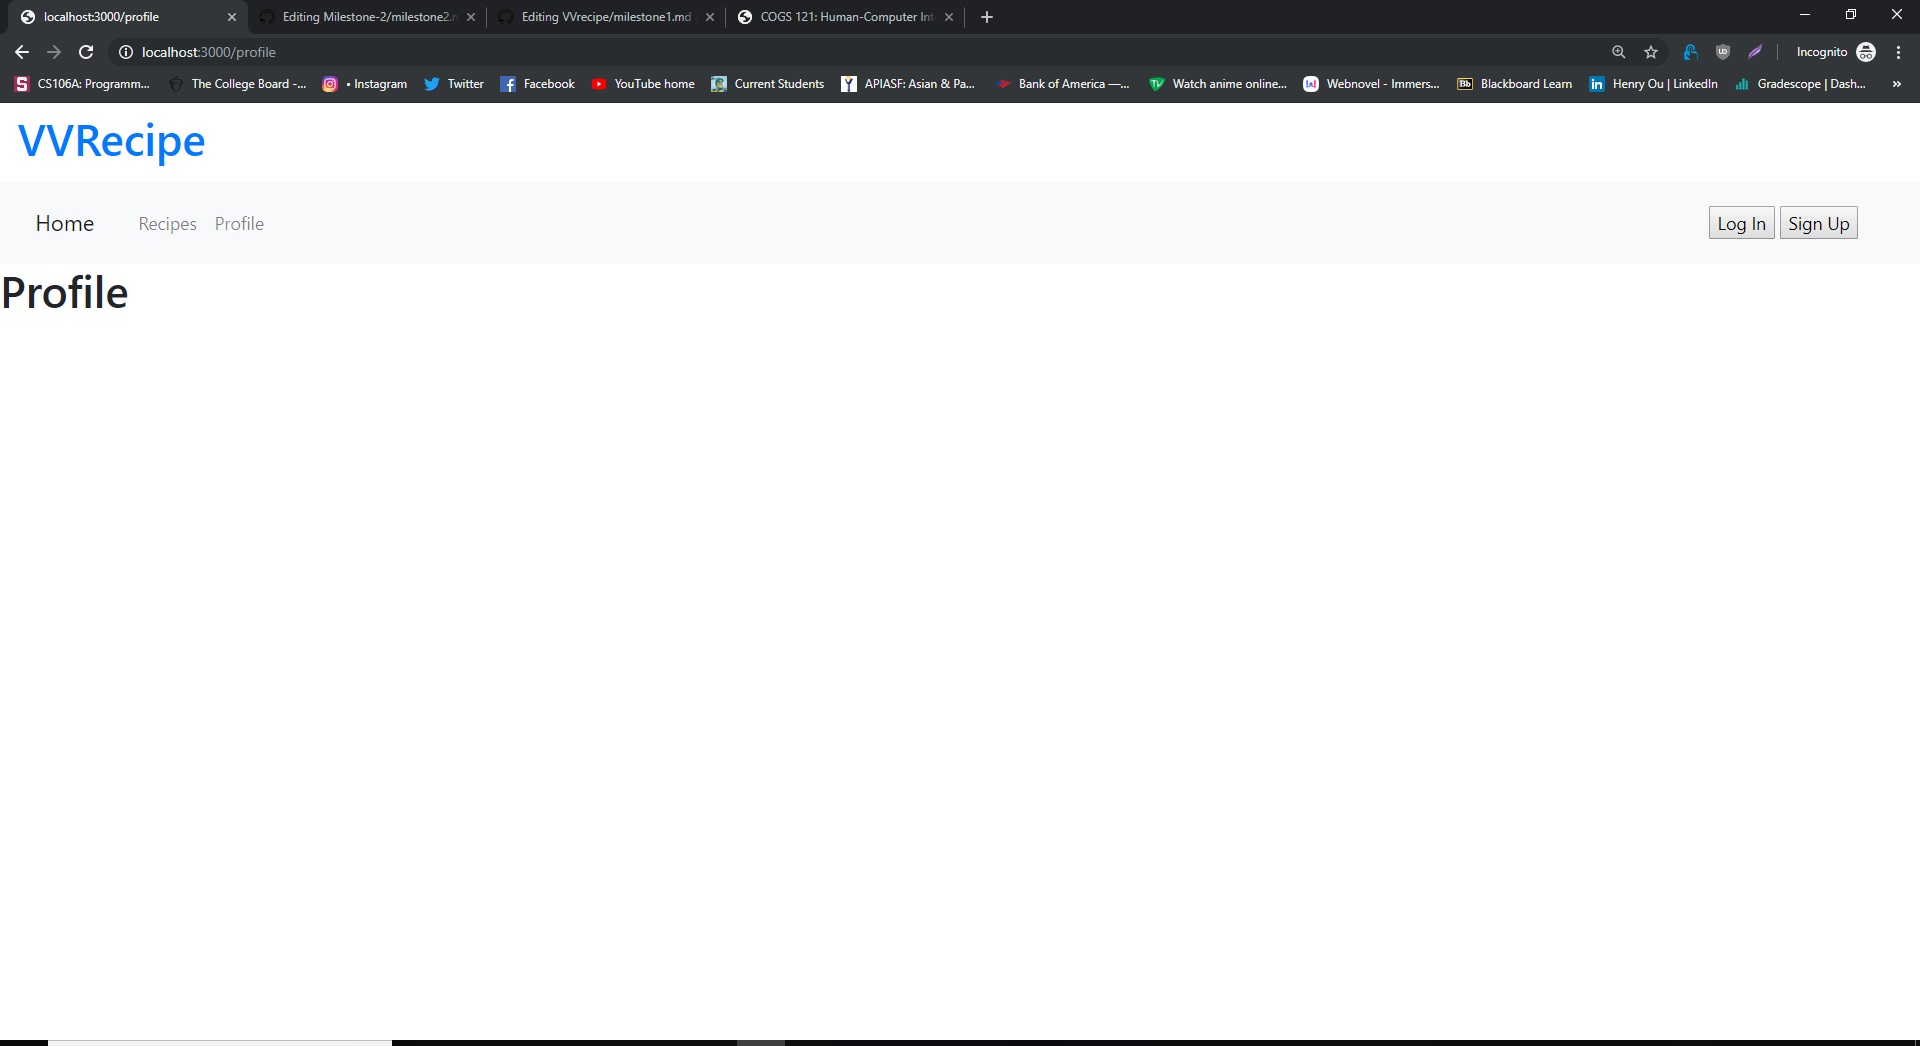 localhost:3000/profile
Editing Milestone-2/milestone2.
Editing VVrecipe/milestone1.md
COGS 121: Human-Computer Int
localhost:3000/profile
Incognito
CS106A: Programm...
The College Board -...
• Instagram
Twitter
Facebook
YouTube home
Current Students
APIASF: Asian & Pa...
Bank of America —...
Watch anime online...
Webnovel - Immers...
Bb Blackboard Learn
in Henry Ou | LinkedIn
Gradescope | Dash...
»
VVRecipe
Home Recipes Profile Log In Sign Up
Profile